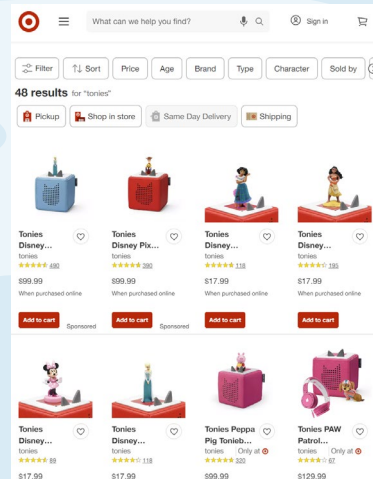 What can we help you find?
Sign in
Filter
Sort
Price
Age
Brand
Type
Character
Sold by
48 results for "tonies"
Pickup
Shop in store
Same Day Delivery
Shipping
Tonies
Disney...
tonies
490
$99.99
When purchased online
Add to cart
Sponsored
Tonies
Disney Pix...
tonies
380
$99.99
When purchased online
Add to cart
Sponsored
Tonies
Disney...
tonies
118
$17.99
When purchased online
Add to cart
Tonies
Disney...
tonies
195
$17.99
When purchased online
Add to cart
Tonies
Disney...
tonies
89
$17.99
Tonies
Disney...
tonies
118
$17.99
Tonies Peppa
Pig Tonieb...
tonies Only at
320
$99.99
Tonies PAW
Patrol...
tonies Only at
67
$129.99